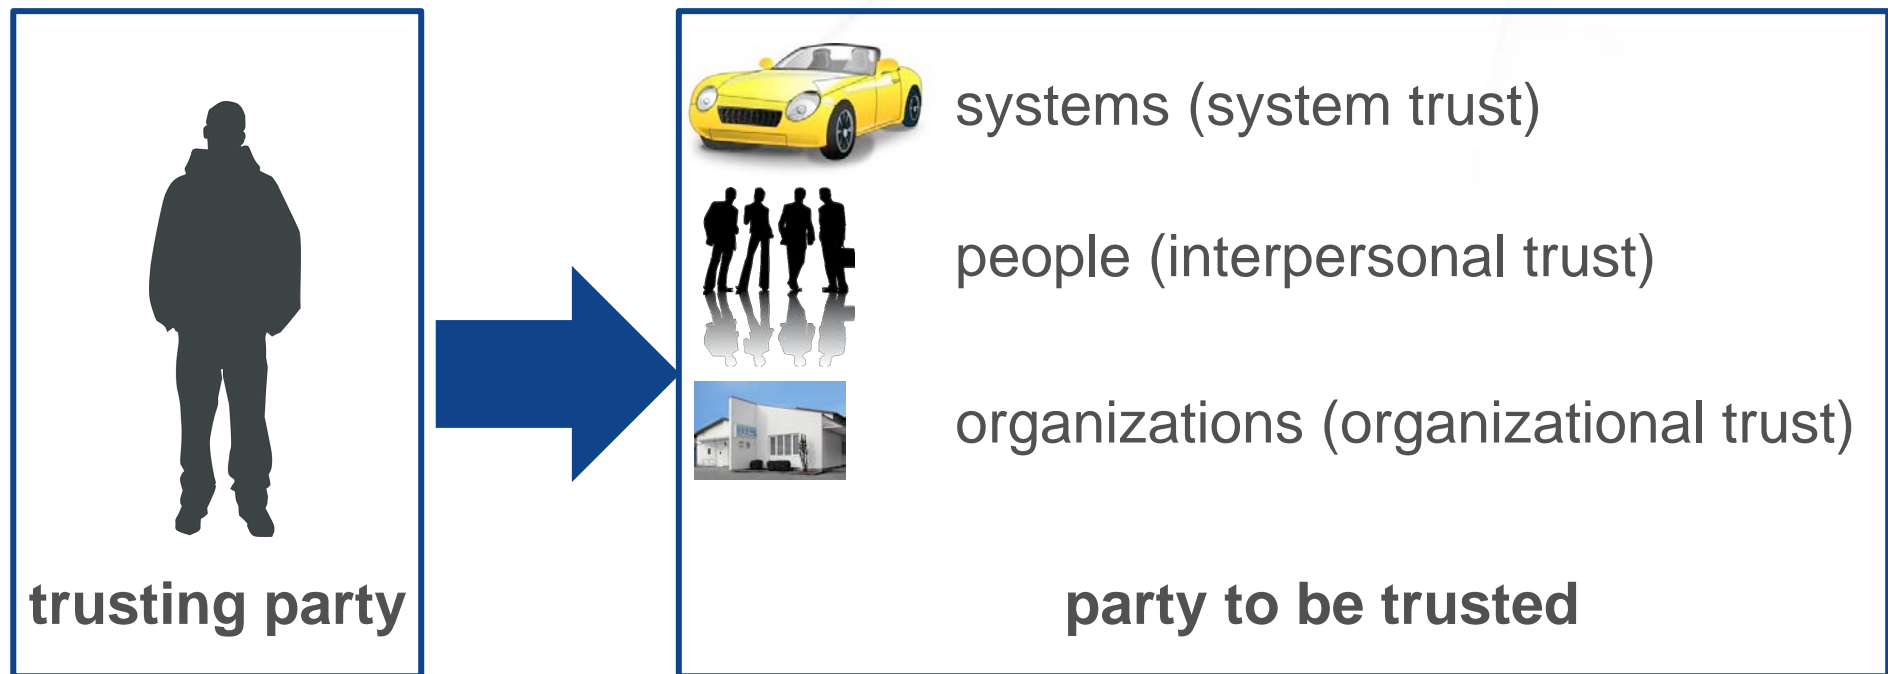 systems (system trust)
people (interpersonal trust)
organizations (organizational trust)
trusting party
party to be trusted